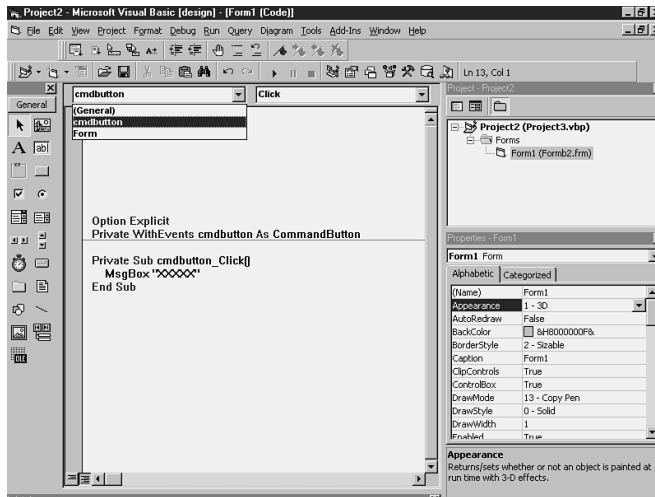 Project2 - Microsoft Visual Basic [design] - [Form1 (Code)]
File Edit View Project Format Debug Run Query Diagram Tools Add-Ins Window Help
Ln 13, Col 1
General
cmdbutton
Click
(General)
cmdbutton
Form
Option Explicit
Private WithEvents cmdbutton As CommandButton
Private Sub cmdbutton_Click()
MsgBox "XXXXX"
End Sub
A
ab|
OLE
Project - Project2
Project2 (Project3.vbp)
Forms
Form1 (Formb2.frm)
Properties - Form1
Form1 Form
Alphabetic Categorized
(Name) Form1
Appearance 1 - 3D
AutoRedraw False
BackColor &H8000000F&
BorderStyle 2 - Sizable
Caption Form1
ClipControls True
ControlBox True
DrawMode 13 - Copy Pen
DrawStyle 0 - Solid
DrawWidth 1
Enabled True
Appearance
Returns/sets whether or not an object is painted at
run time with 3-D effects.